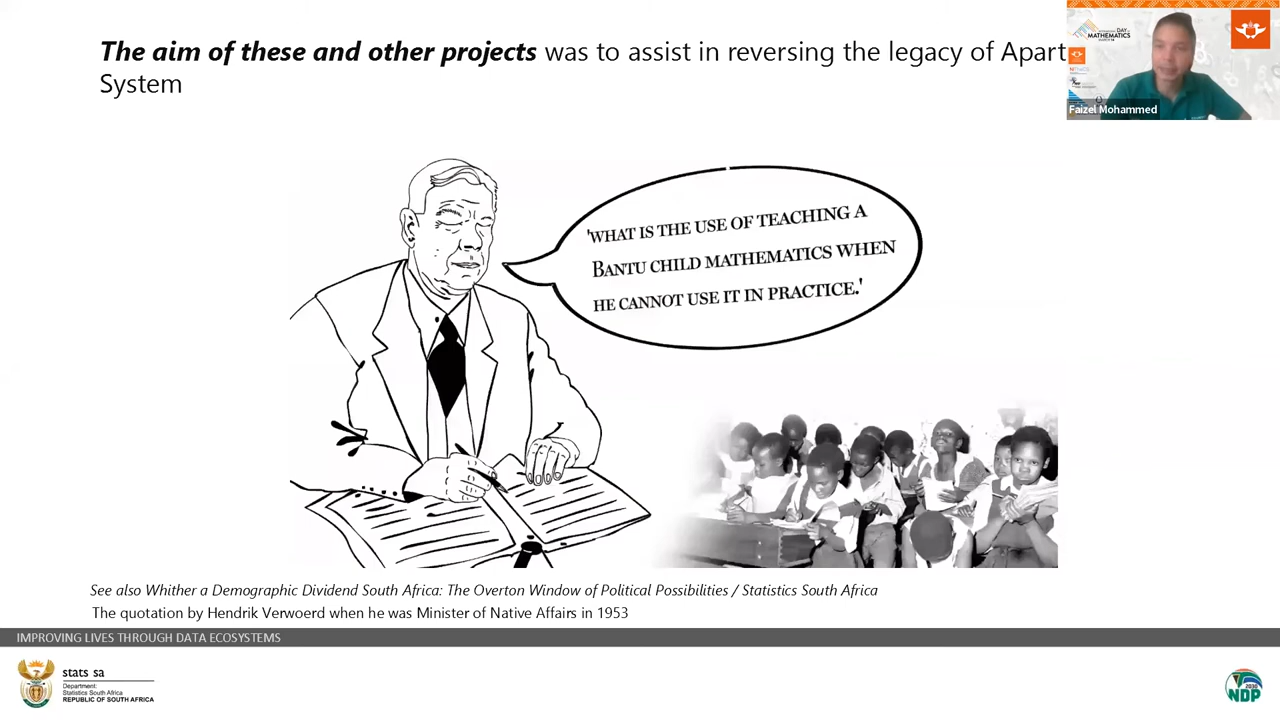 The aim of these and other projects was to assist in reversing the legacy of Apart
System
DAY OF
MATHEMATICS
Faizel Mohammed
'WHAT IS THE USE OF TEACHING A
BANTU CHILD MATHEMATICS WHEN
HE CANNOT USE IT IN PRACTICE.'
See also Whither a Demographic Dividend South Africa: The Overton Window of Political Possibilities / Statistics South Africa
The quotation by Hendrik Verwoerd when he was Minister of Native Affairs in 1953
IMPROVING LIVES THROUGH DATA ECOSYSTEMS
stats sa
Department:
Statistics South Africa
REPUBLIC OF SOUTH AFRICA
2030
NDP